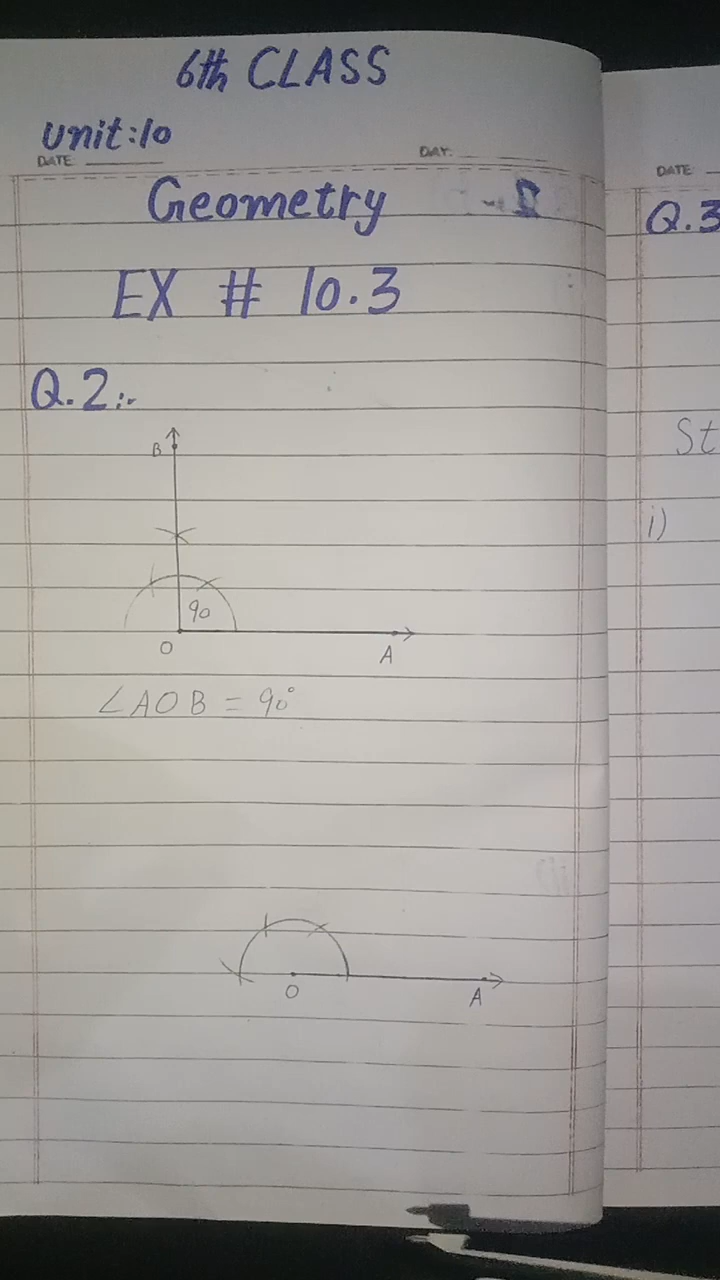 6th CLASS
Unit:10
DATE
DAY:
Geometry
EX # 10.3
Q.2:-
B
90
O
A
∠AOB = 90°
O
A
DATE
Q.3
St
i)